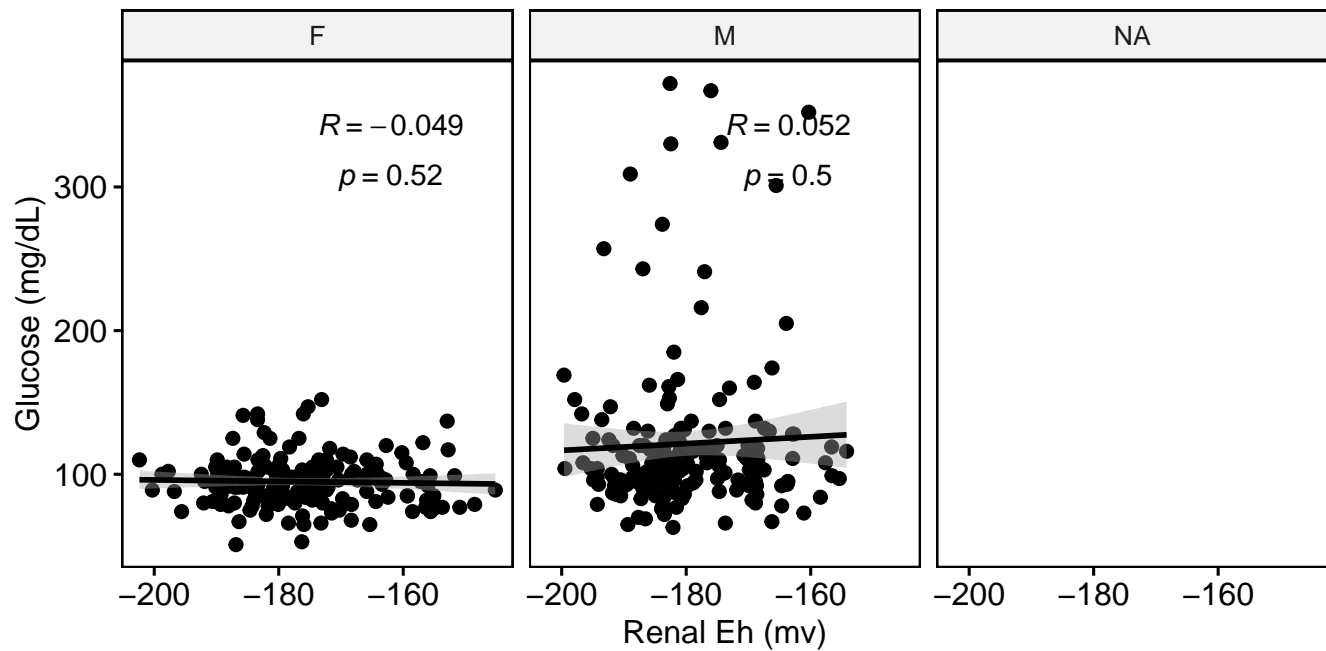 F
M
NA
R = −0.049
p = 0.52
R = 0.052
p = 0.5
Glucose (mg/dL)
300
200
100
−200
−180
−160
−200
−180
−160
−200
−180
−160
Renal Eh (mv)